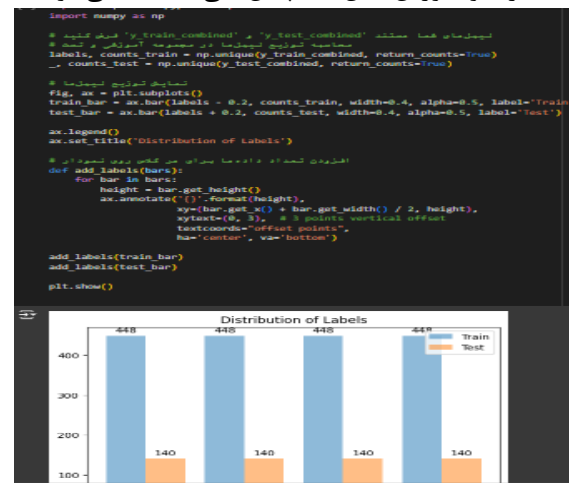 import numpy as np
# فرض کنید 'y_train_combined' و 'y_test_combined' لیبل‌های شما هستند
# محاسبه توزیع لیبل‌ها در مجموعه آموزشی و تست
labels, counts_train = np.unique(y_train_combined, return_counts=True)
_, counts_test = np.unique(y_test_combined, return_counts=True)
# نمایش توزیع لیبل‌ها
fig, ax = plt.subplots()
train_bar = ax.bar(labels - 0.2, counts_train, width=0.4, alpha=0.5, label='Train
test_bar = ax.bar(labels + 0.2, counts_test, width=0.4, alpha=0.5, label='Test')
ax.legend()
ax.set_title('Distribution of Labels')
# افزودن تعداد داده‌ها برای هر کلاس روی نمودار
def add_labels(bars):
for bar in bars:
height = bar.get_height()
ax.annotate('{}'.format(height),
xy=(bar.get_x() + bar.get_width() / 2, height),
xytext=(0, 3), # 3 points vertical offset
textcoords="offset points",
ha='center', va='bottom')
add_labels(train_bar)
add_labels(test_bar)
plt.show()
Distribution of Labels
448 448 448 448
Train
Test
400
300
200
140 140 140 140
100